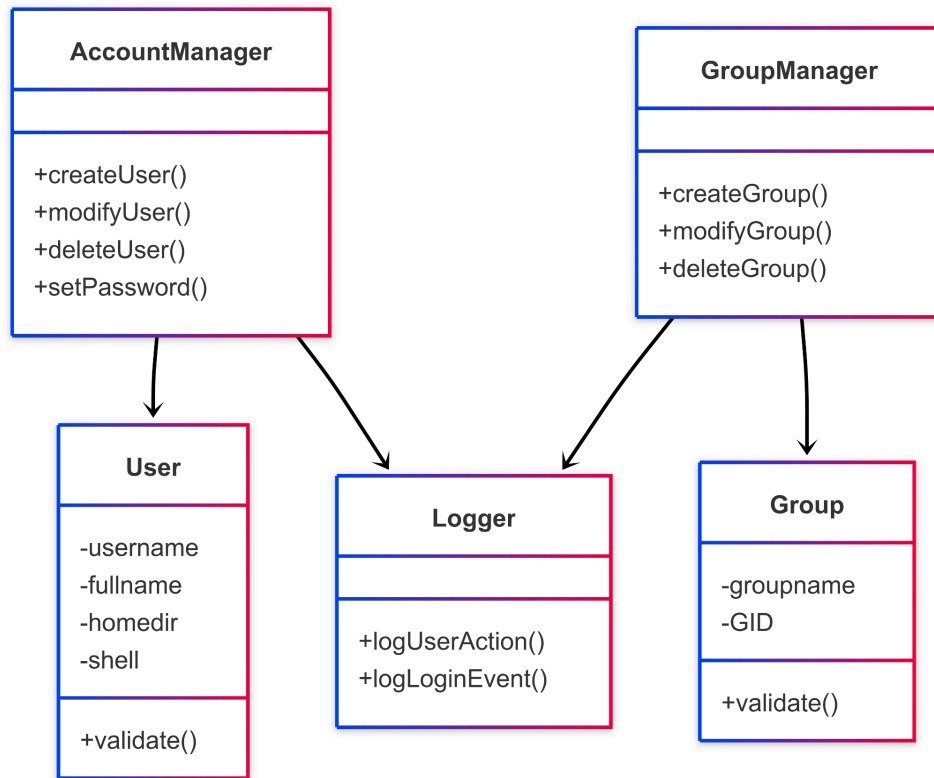 AccountManager
+createUser()
+modifyUser()
+deleteUser()
+setPassword()
GroupManager
+createGroup()
+modifyGroup()
+deleteGroup()
User
-username
-fullname
-homedir
-shell
+validate()
Logger
+logUserAction()
+logLoginEvent()
Group
-groupname
-GID
+validate()